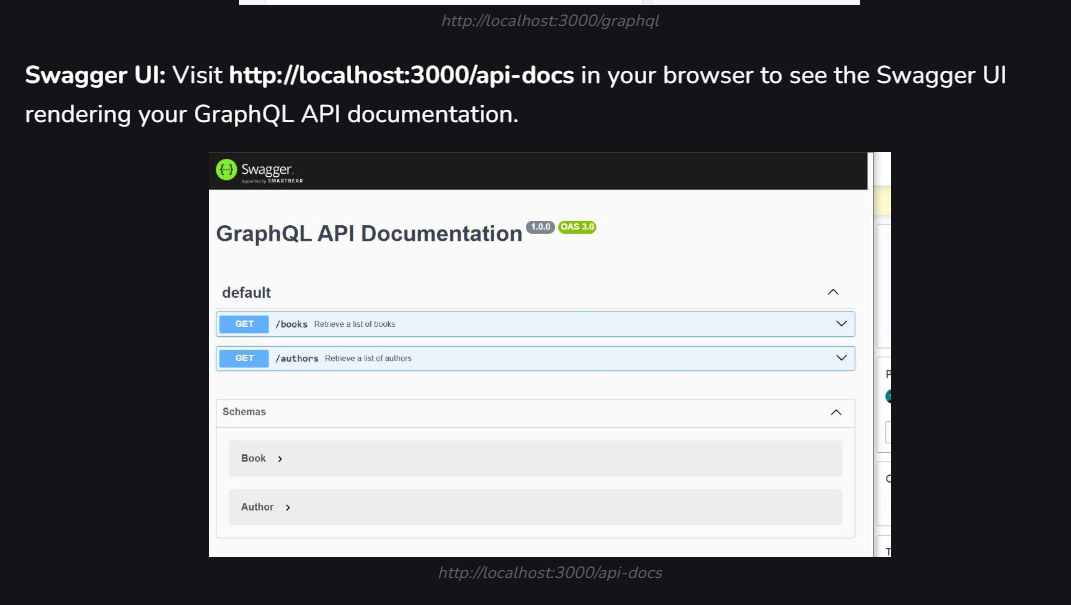 http://localhost:3000/graphql
Swagger UI: Visit http://localhost:3000/api-docs in your browser to see the Swagger UI
rendering your GraphQL API documentation.
Swagger.
Supported by SMARTBEAR
GraphQL API Documentation 1.0.0 OAS 3.0
default
GET /books Retrieve a list of books
GET /authors Retrieve a list of authors
Schemas
Book
Author
http://localhost:3000/api-docs